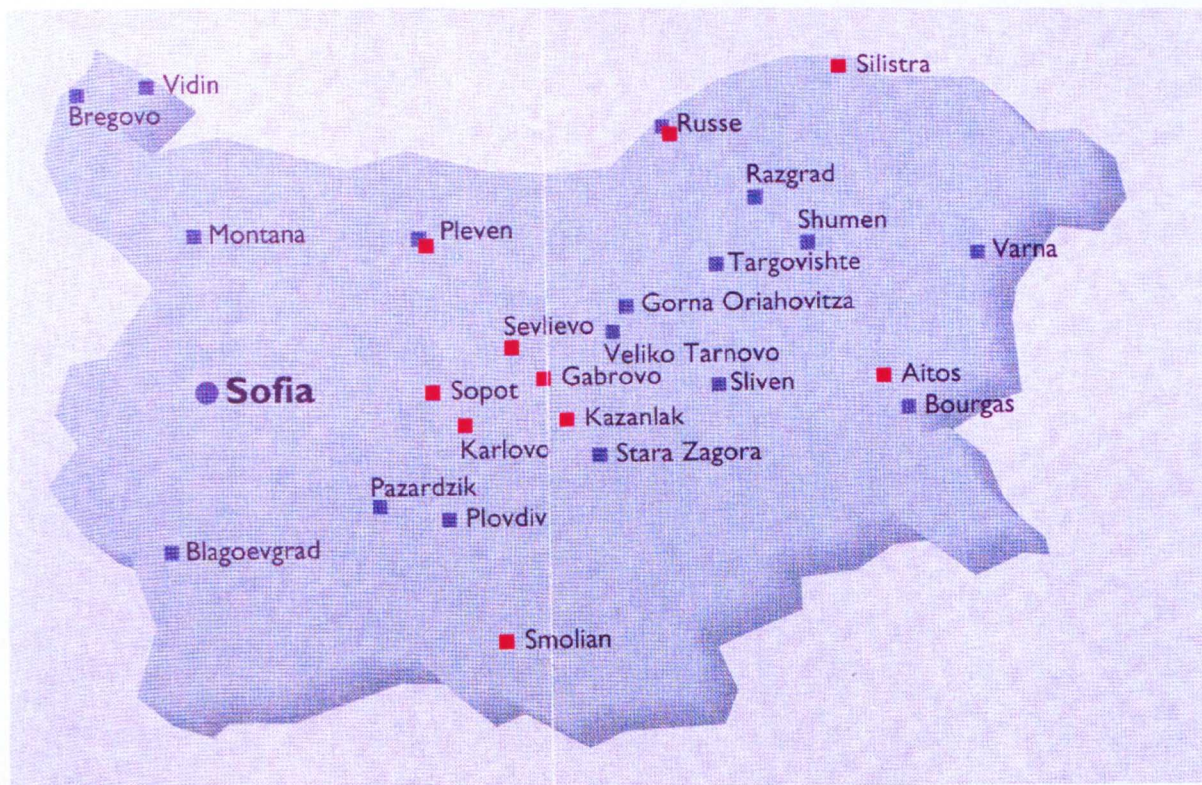 Silistra
Vidin
Bregovo
Russe
Razgrad
Shumen
Pleven
Montana
Varna
Targovishte
Gorna Oriahovitza
Sevlievo
Veliko Tarnovo
Gabrovo
Sliven
Aitos
Sofia
Sopot
Bourgas
Kazanlak
Karlovo
Stara Zagora
Pazardzik
Plovdiv
Blagoevgrad
Smolian